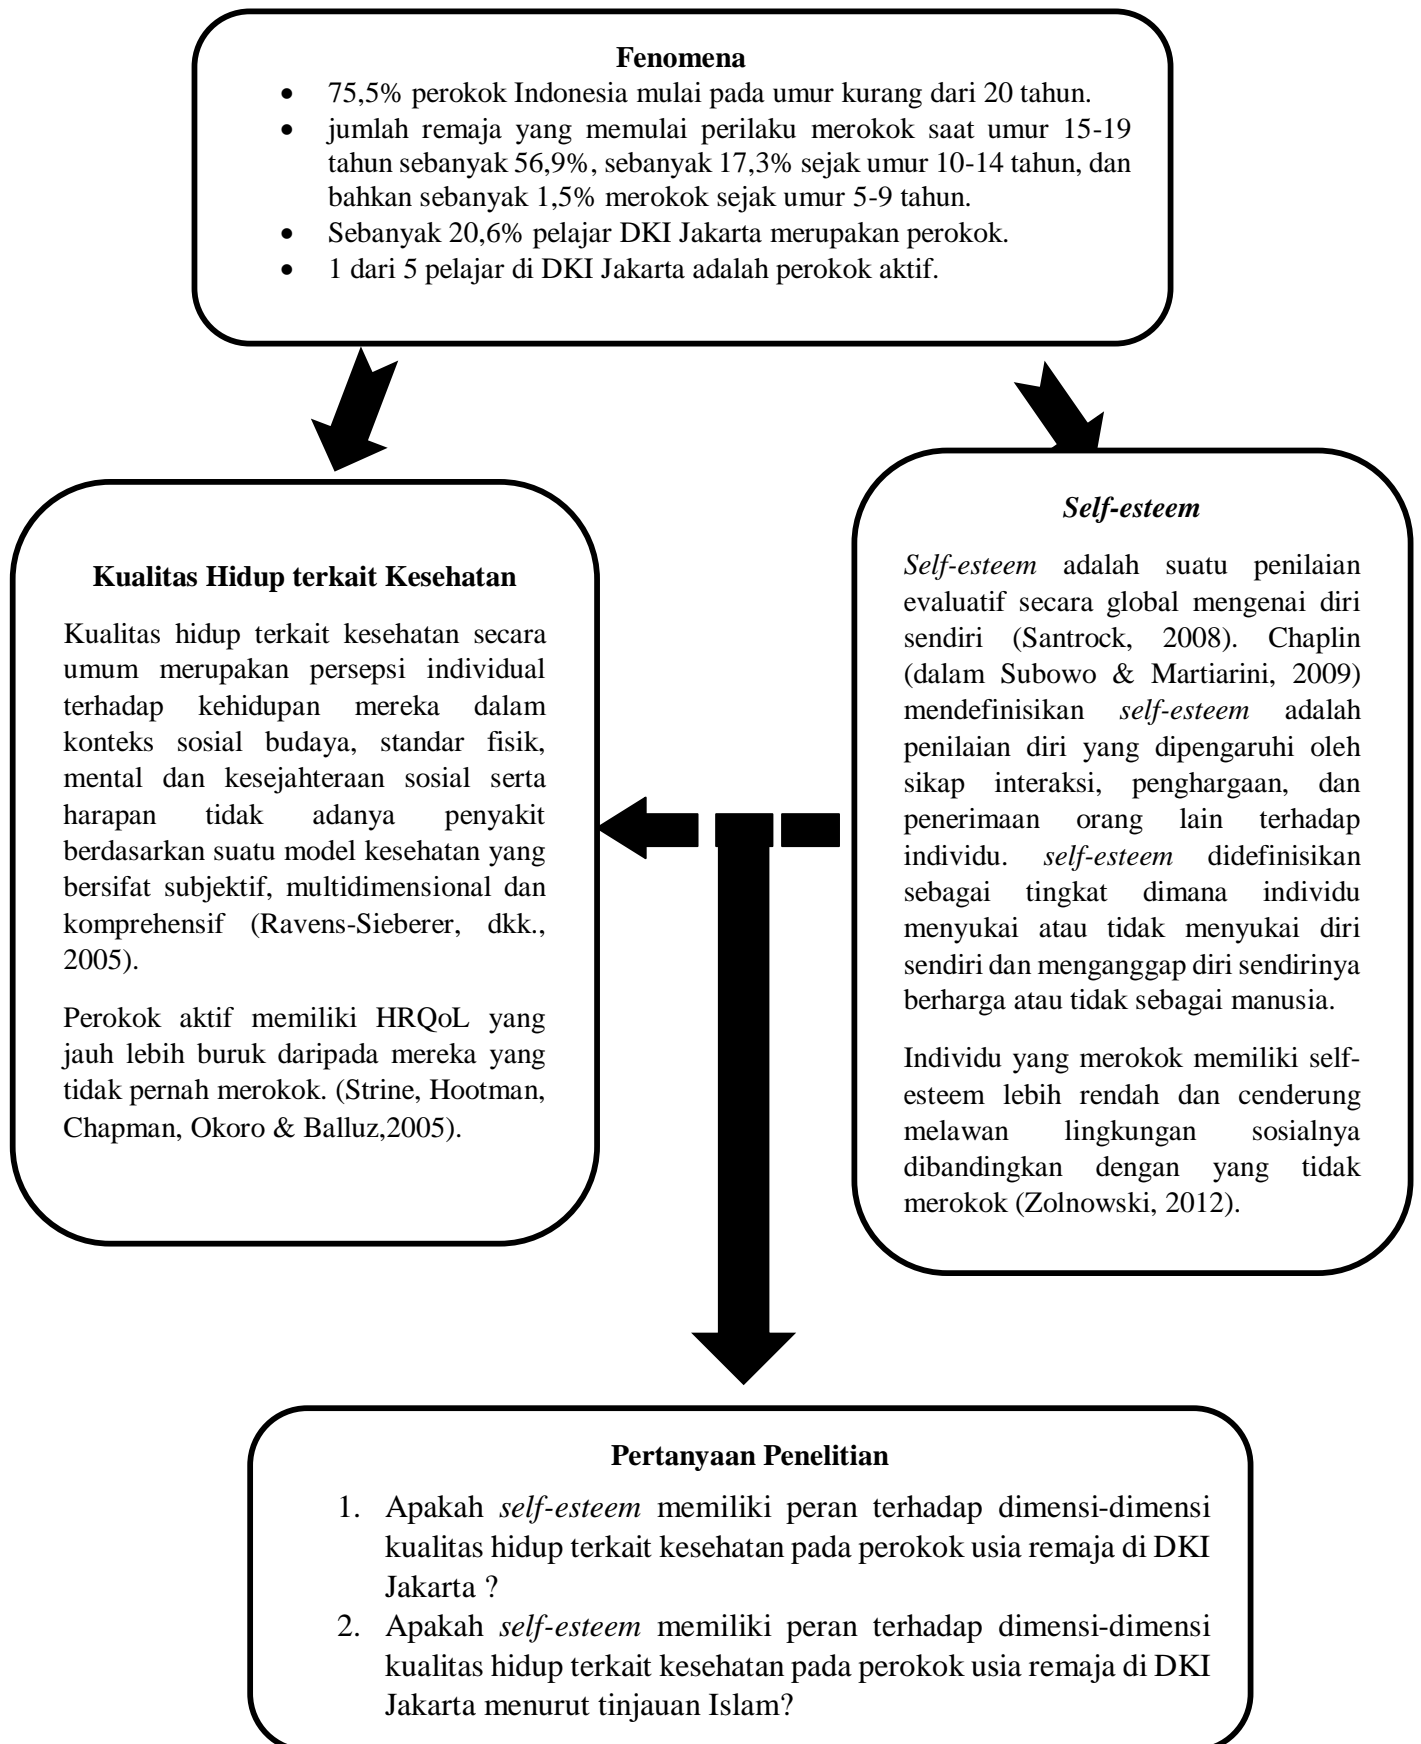 Fenomena
• 75,5% perokok Indonesia mulai pada umur kurang dari 20 tahun.
• jumlah remaja yang memulai perilaku merokok saat umur 15-19
tahun sebanyak 56,9%, sebanyak 17,3% sejak umur 10-14 tahun, dan
bahkan sebanyak 1,5% merokok sejak umur 5-9 tahun.
• Sebanyak 20,6% pelajar DKI Jakarta merupakan perokok.
• 1 dari 5 pelajar di DKI Jakarta adalah perokok aktif.
Kualitas Hidup terkait Kesehatan
Kualitas hidup terkait kesehatan secara
umum merupakan persepsi individual
terhadap kehidupan mereka dalam
konteks sosial budaya, standar fisik,
mental dan kesejahteraan sosial serta
harapan tidak adanya penyakit
berdasarkan suatu model kesehatan yang
bersifat subjektif, multidimensional dan
komprehensif (Ravens-Sieberer, dkk.,
2005).
Perokok aktif memiliki HRQoL yang
jauh lebih buruk daripada mereka yang
tidak pernah merokok. (Strine, Hootman,
Chapman, Okoro & Balluz,2005).
Self-esteem
Self-esteem adalah suatu penilaian
evaluatif secara global mengenai diri
sendiri (Santrock, 2008). Chaplin
(dalam Subowo & Martiarini, 2009)
mendefinisikan self-esteem adalah
penilaian diri yang dipengaruhi oleh
sikap interaksi, penghargaan, dan
penerimaan orang lain terhadap
individu. self-esteem didefinisikan
sebagai tingkat dimana individu
menyukai atau tidak menyukai diri
sendiri dan menganggap diri sendirinya
berharga atau tidak sebagai manusia.
Individu yang merokok memiliki self-
esteem lebih rendah dan cenderung
melawan lingkungan sosialnya
dibandingkan dengan yang tidak
merokok (Zolnowski, 2012).
Pertanyaan Penelitian
1. Apakah self-esteem memiliki peran terhadap dimensi-dimensi
kualitas hidup terkait kesehatan pada perokok usia remaja di DKI
Jakarta ?
2. Apakah self-esteem memiliki peran terhadap dimensi-dimensi
kualitas hidup terkait kesehatan pada perokok usia remaja di DKI
Jakarta menurut tinjauan Islam?